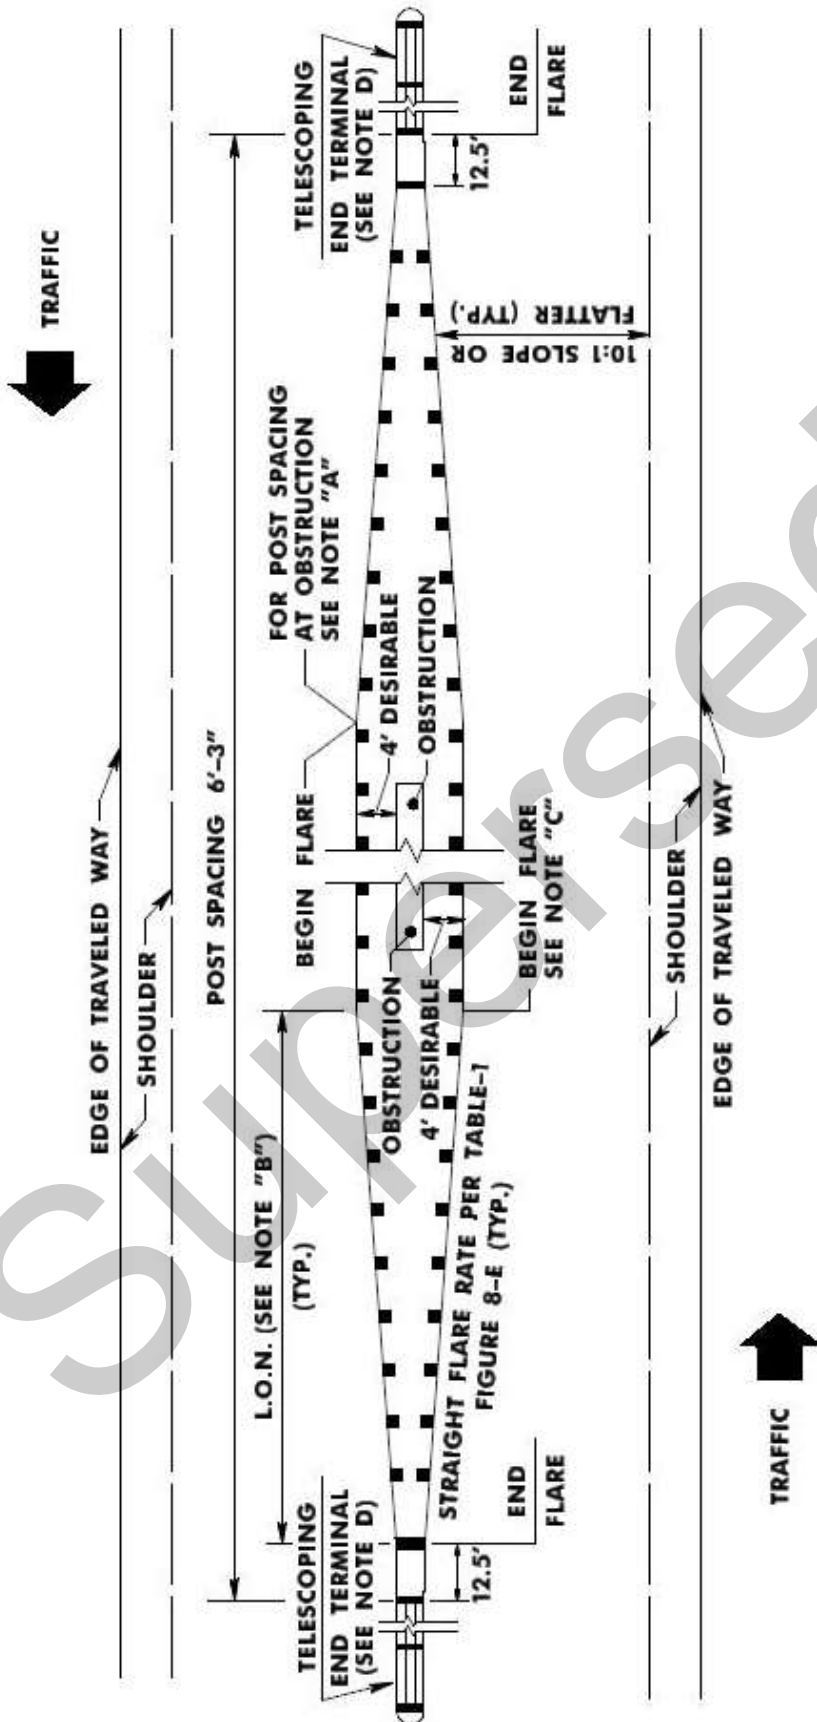 TRAFFIC
EDGE OF TRAVELED WAY
SHOULDER
POST SPACING 6'-3"
L.O.N. (SEE NOTE "B")
(TYP.)
TELESCOPING
END TERMINAL
(SEE NOTE D)
BEGIN FLARE
FOR POST SPACING
AT OBSTRUCTION
SEE NOTE "A"
TELESCOPING
END TERMINAL
(SEE NOTE D)
OBSTRUCTION
4' DESIRABLE
4' DESIRABLE
OBSTRUCTION
12.5'
END
FLARE
STRAIGHT FLARE RATE PER TABLE-1
FIGURE 8-E (TYP.)
BEGIN FLARE
SEE NOTE "C"
10:1 SLOPE OR
FLATTER (TYP.)
12.5'
END
FLARE
SHOULDER
EDGE OF TRAVELED WAY
TRAFFIC